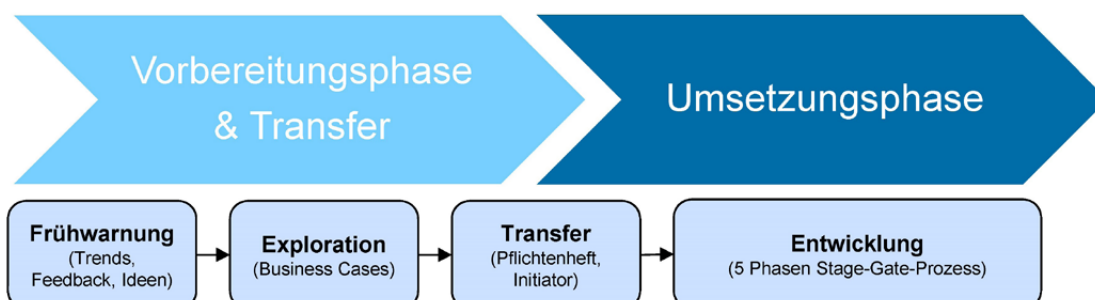 Vorbereitungsphase
& Transfer
Umsetzungsphase
Frühwarnung
(Trends,
Feedback, Ideen)
Exploration
(Business Cases)
Transfer
(Pflichtenheft,
Initiator)
Entwicklung
(5 Phasen Stage-Gate-Prozess)